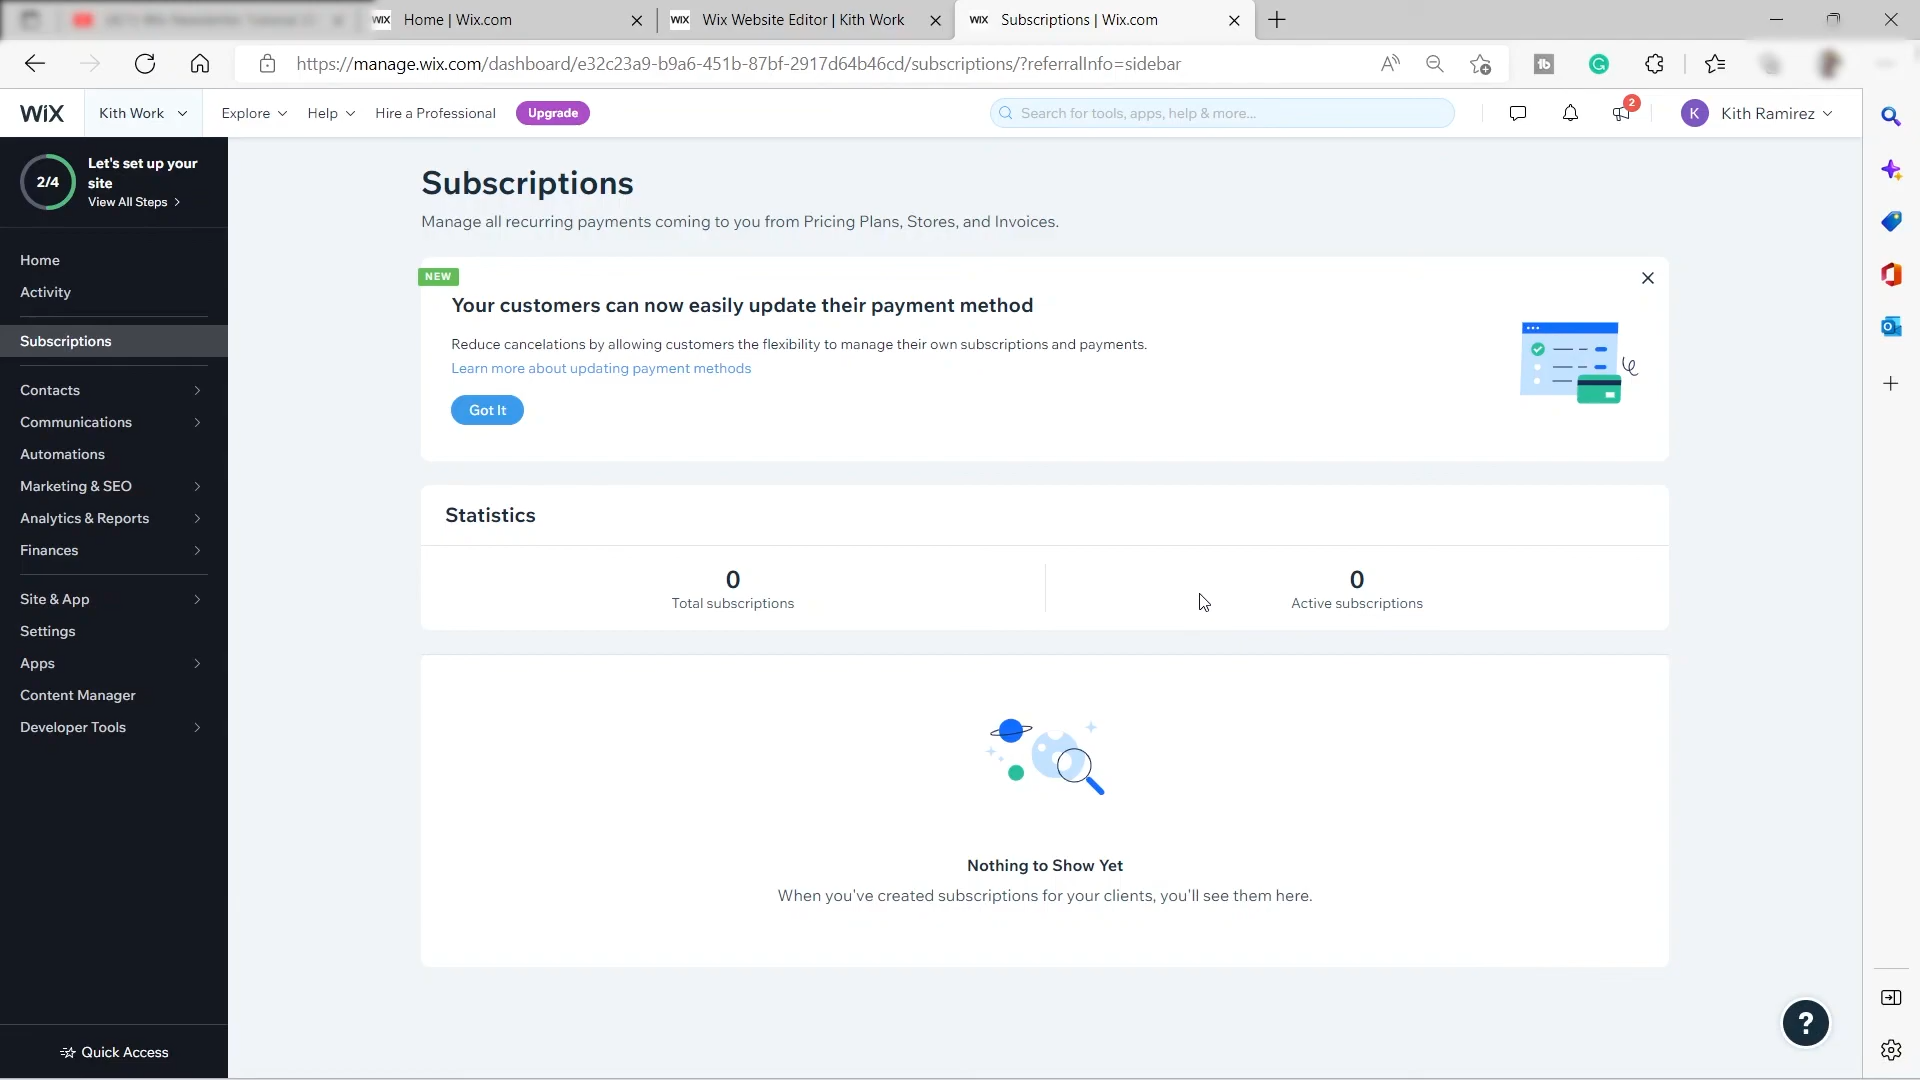 WIX Home | Wix.com
WIX Wix Website Editor | Kith Work
WIX Subscriptions | Wix.com
https://manage.wix.com/dashboard/e32c23a9-b9a6-451b-87bf-2917d64b46cd/subscriptions/?referralInfo=sidebar
WIX
Kith Work
Explore
Help
Hire a Professional
Upgrade
Search for tools, apps, help & more...
2
K
Kith Ramirez
2/4
Let's set up your
site
View All Steps
Home
Activity
Subscriptions
Contacts
Communications
Automations
Marketing & SEO
Analytics & Reports
Finances
Site & App
Settings
Apps
Content Manager
Developer Tools
Quick Access
Subscriptions
Manage all recurring payments coming to you from Pricing Plans, Stores, and Invoices.
NEW
Your customers can now easily update their payment method
Reduce cancelations by allowing customers the flexibility to manage their own subscriptions and payments.
Learn more about updating payment methods
Got It
Statistics
0
Total subscriptions
0
Active subscriptions
Nothing to Show Yet
When you've created subscriptions for your clients, you'll see them here.
?